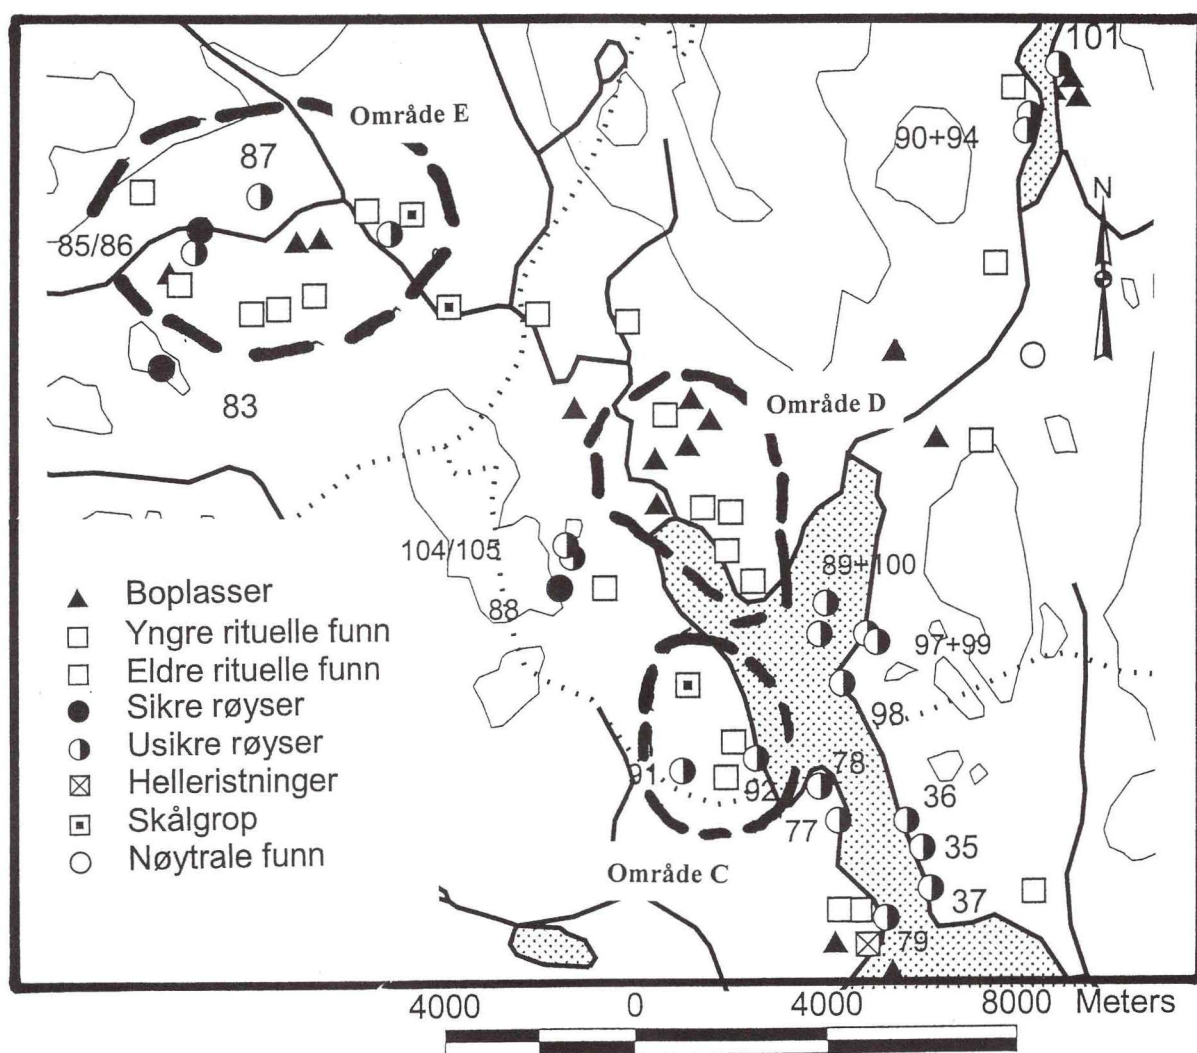 101
Område E
90+94
87
N
85/86
83
Område D
104/105
89+100
88
97+99
98
91
92
78
77
36
35
37
79
Område C
Boplasser
Yngre rituelle funn
Eldre rituelle funn
Sikre røyser
Usikre røyser
Helleristninger
Skålgrop
Nøytrale funn
4000 0 4000 8000 Meters